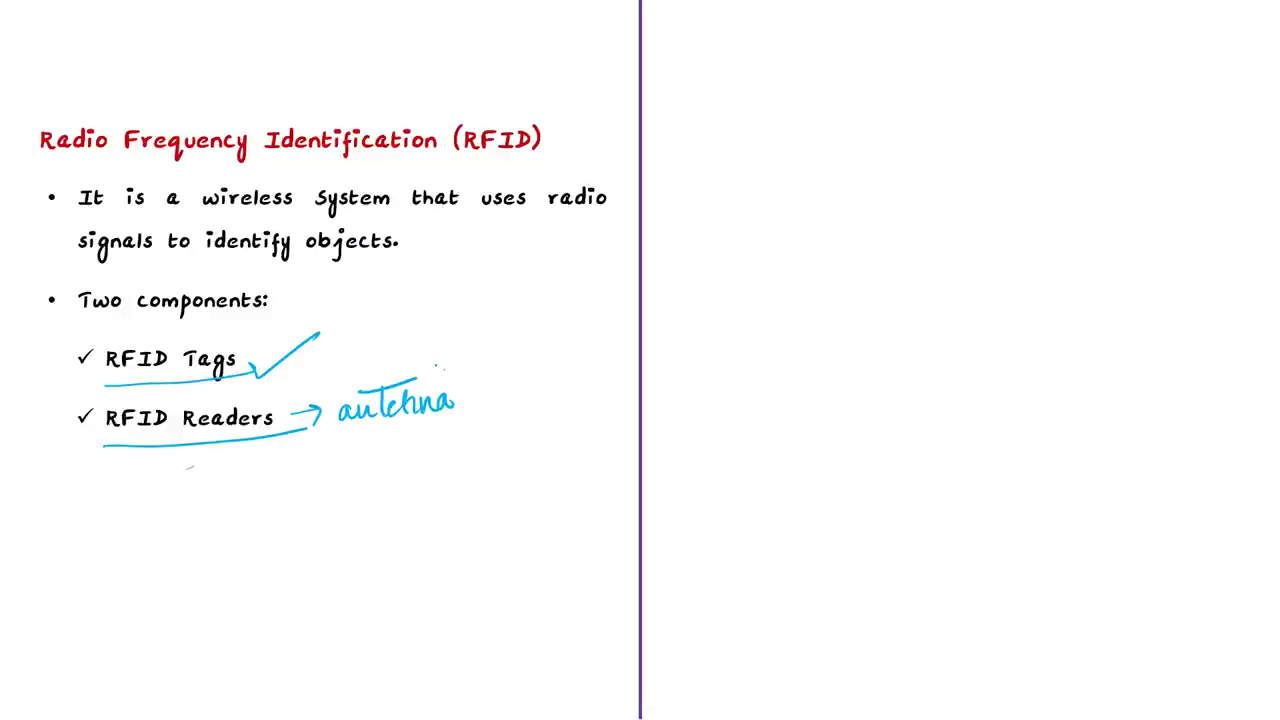 Radio Frequency Identification (RFID)
• It is a wireless System that uses radio
signals to identify objects.
• Two components:
✓ RFID Tags
✓ RFID Readers → antenna